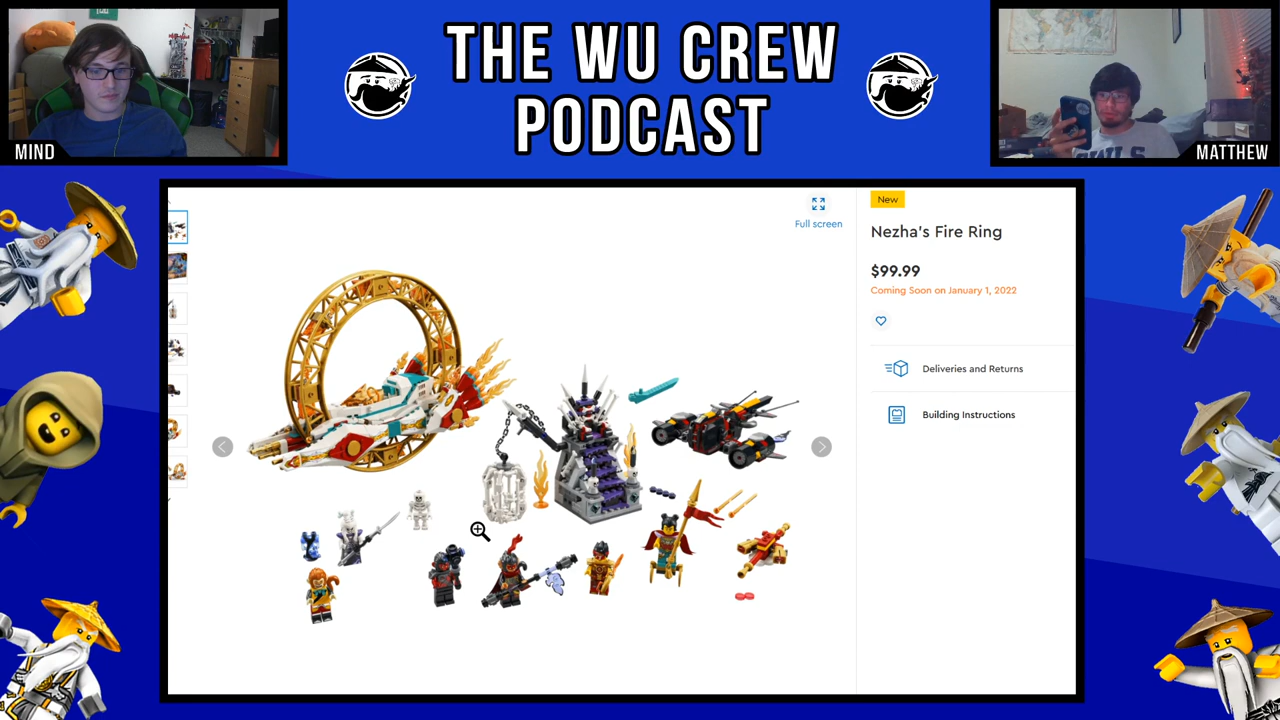 THE WU CREW
PODCAST
MIND
MATTHEW
Full screen
New
Nezha's Fire Ring
$99.99
Coming Soon on January 1, 2022
Deliveries and Returns
Building Instructions